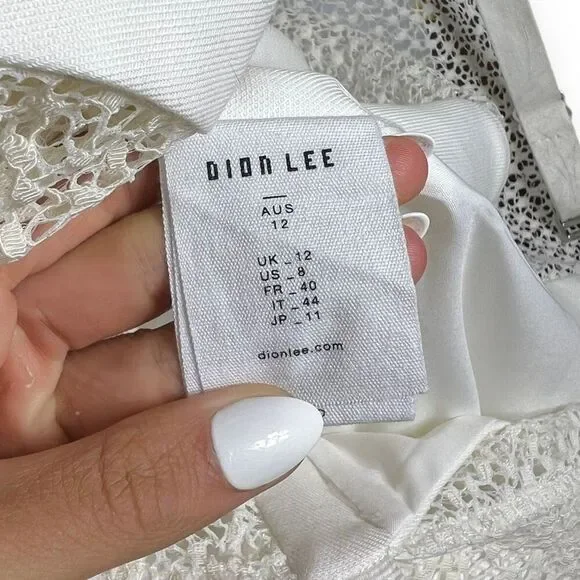 DION LEE
AUS
12
UK _ 12
US _ 8
FR _ 40
IT _ 44
JP _ 11
dionlee.com